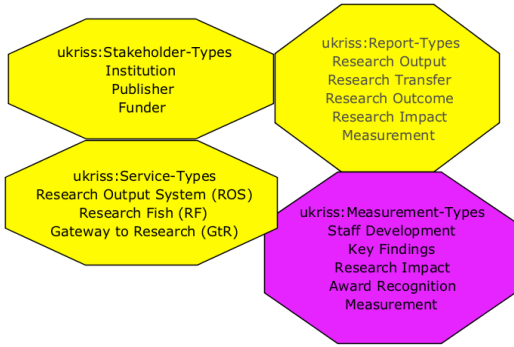 ukriss:Stakeholder-Types
Institution
Publisher
Funder
ukriss:Report-Types
Research Output
Research Transfer
Research Outcome
Research Impact
Measurement
ukriss:Service-Types
Research Output System (ROS)
Research Fish (RF)
Gateway to Research (GtR)
ukriss:Measurement-Types
Staff Development
Key Findings
Research Impact
Award Recognition
Measurement